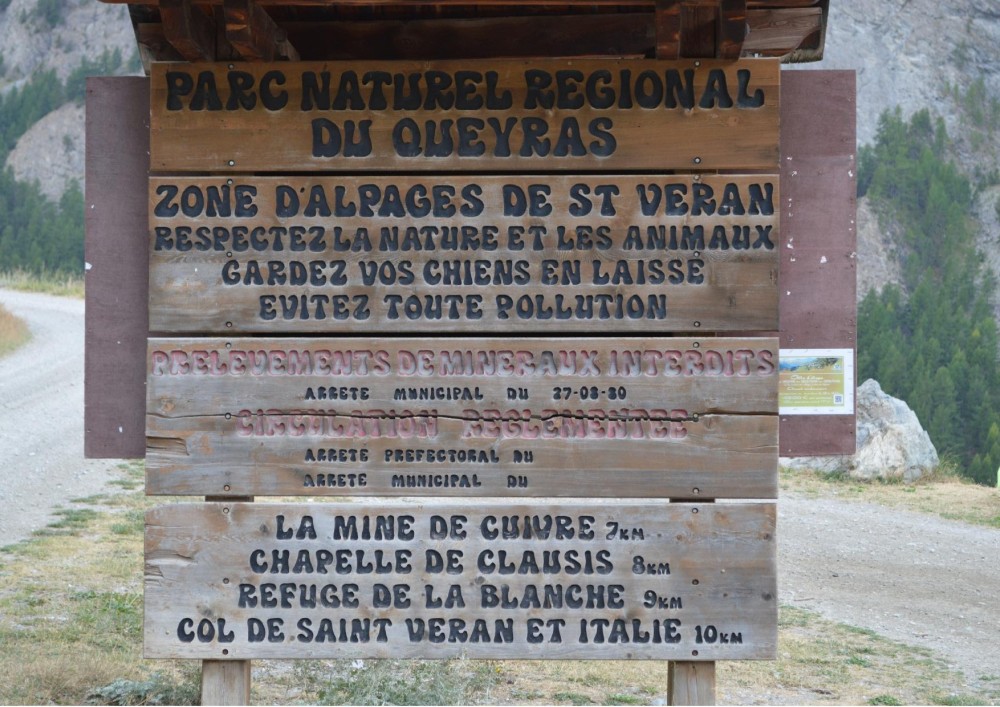 PARC NATUREL REGIONAL
DU QUEYRAS
ZONE D'ALPAGES DE ST VERAN
RESPECTEZ LA NATURE ET LES ANIMAUX
GARDEZ VOS CHIENS EN LAISSE
EVITEZ TOUTE POLLUTION
PRELEVEMENTS DE MINERAUX INTERDITS
ARRETE MUNICIPAL DU 27-08-80
CIRCULATION REGLEMENTEE
ARRETE PREFECTORAL DU
ARRETE MUNICIPAL DU
LA MINE DE CUIVRE 7KM
CHAPELLE DE CLAUSIS 8KM
REFUGE DE LA BLANCHE 9KM
COL DE SAINT VERAN ET ITALIE 10KM